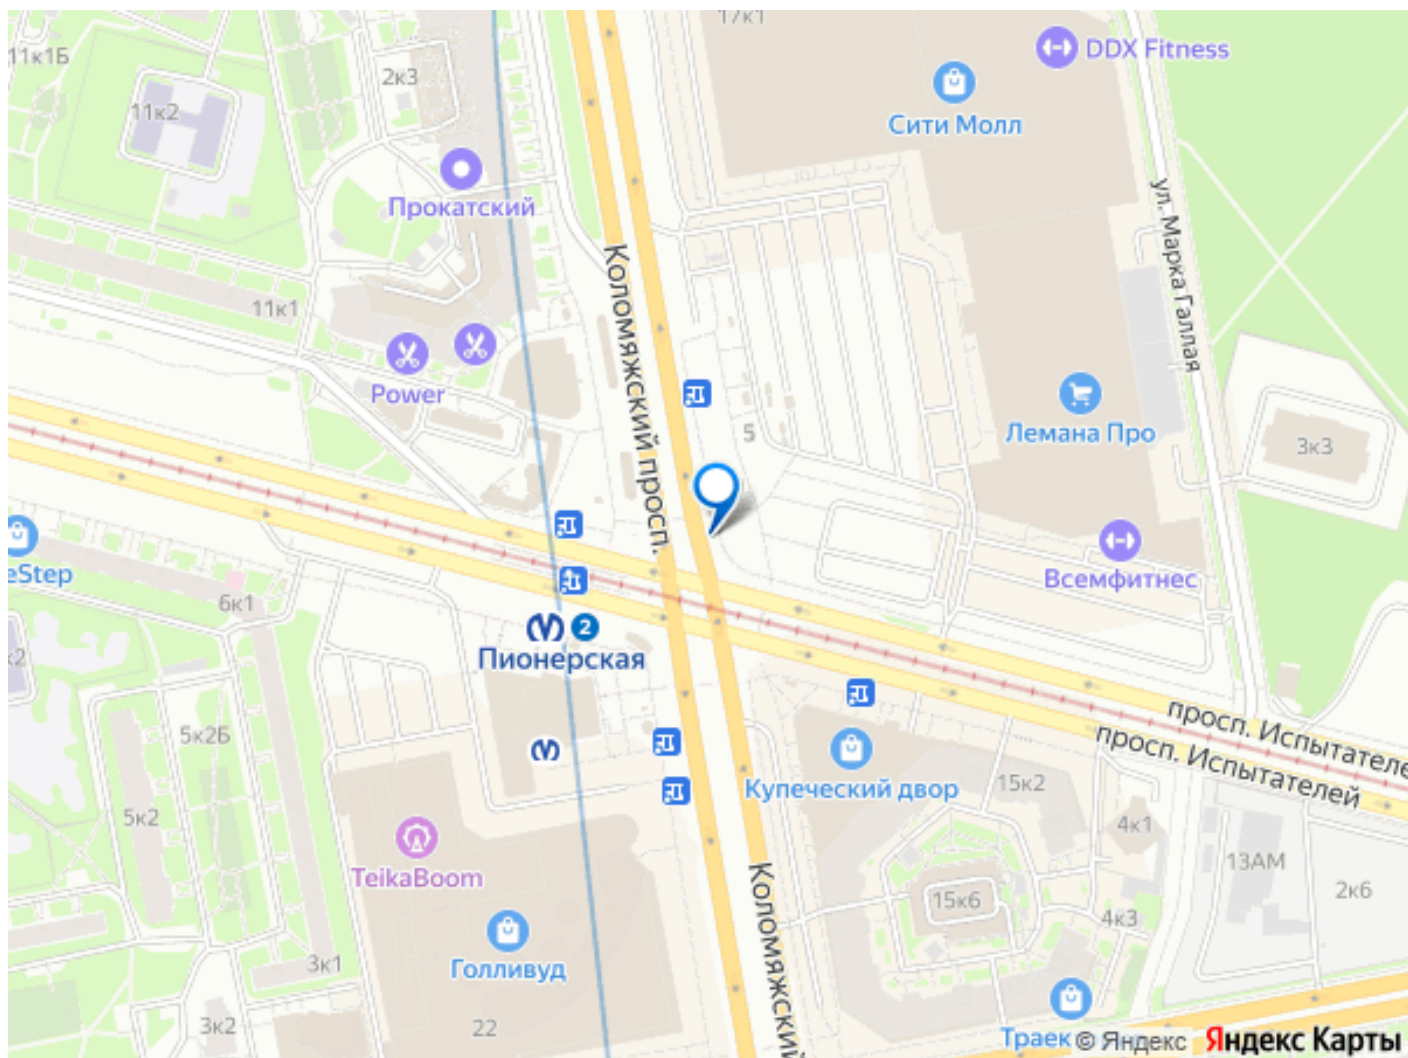 17к1
DDX Fitness
11к1Б
2к3
11к2
Сити Молл
Прокатский
ул. Марка Галлая
Коломяжский просп.
11к1
Power
5
Лемана Про
3к3
eStep
Всемфитнес
6к1
2
Пионерская
к2
просп. Испытателе
просп. Испытателей
5к2Б
Купеческий двор
15к2
5к2
4к1
TeikaBoom
13АМ
2к6
15к6
4к3
Коломяжский
Голливуд
3к1
3к2
22
Траек
© Яндекс
Яндекс Карты